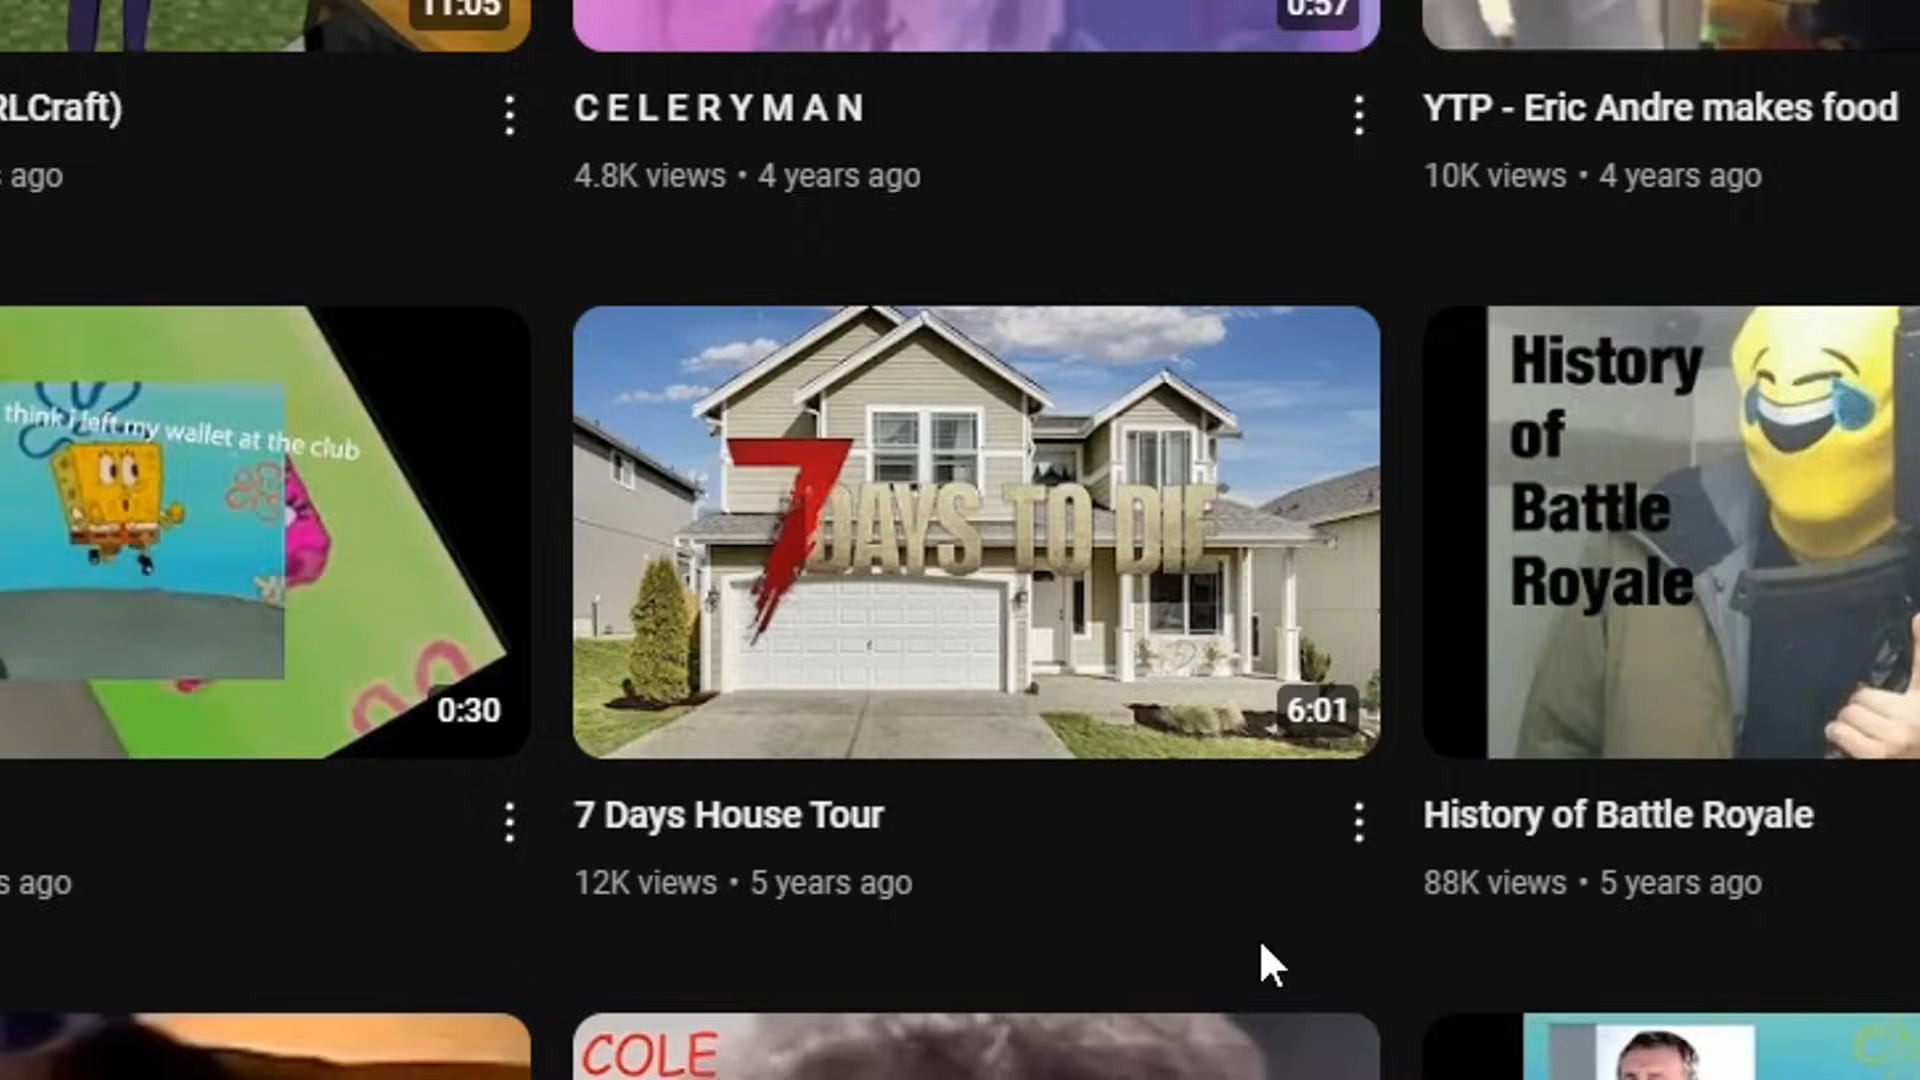 11:05
0:57
RLCraft)
C E L E R Y M A N
YTP - Eric Andre makes food
ago
4.8K views • 4 years ago
10K views • 4 years ago
think i left my wallet at the club
0:30
7 DAYS TO DIE
6:01
History
of
Battle
Royale
7 Days House Tour
History of Battle Royale
s ago
12K views • 5 years ago
88K views • 5 years ago
COLE